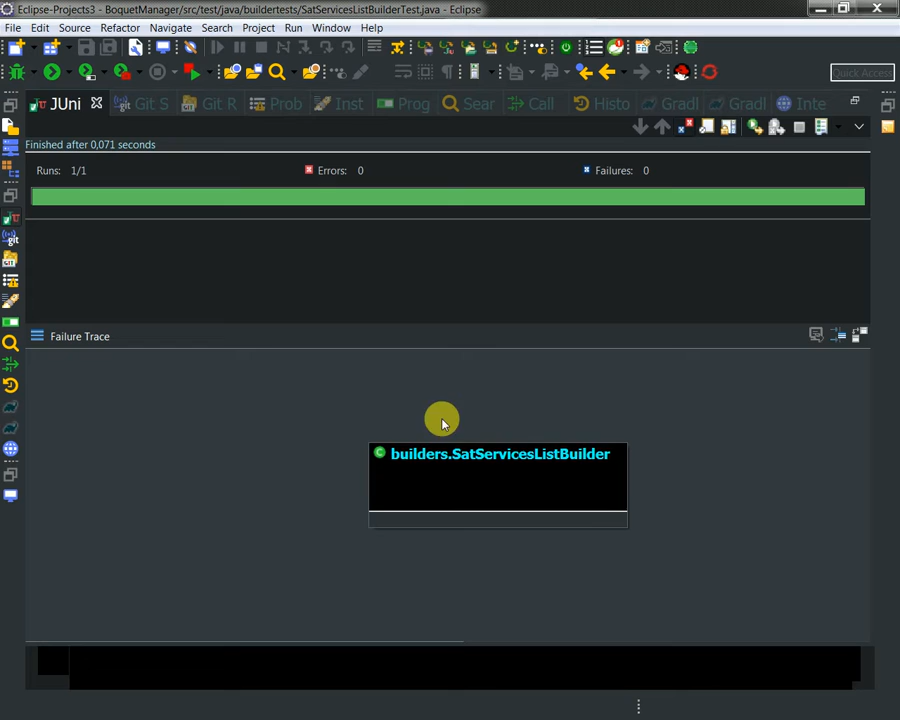 Eclipse-Projects3 - BoquetManager/src/test/java/buildertests/SatServicesListBuilderTest.java - Eclipse
File Edit Source Refactor Navigate Search Project Run Window Help
Quick Access
JUni Git S Git R Prob Inst Prog Sear Call Histo Gradl Gradl Inte
Finished after 0,071 seconds
Runs: 1/1 Errors: 0 Failures: 0
Failure Trace
builders.SatServicesListBuilder